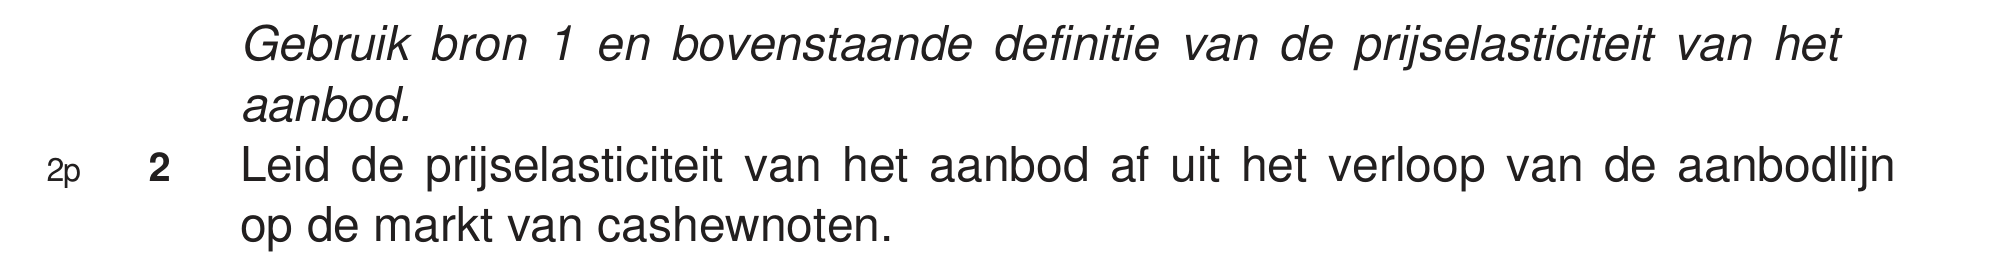 Gebruik bron 1 en bovenstaande definitie van de prijselasticiteit van het
aanbod.
2p 2 Leid de prijselasticiteit van het aanbod af uit het verloop van de aanbodlijn
op de markt van cashewnoten.